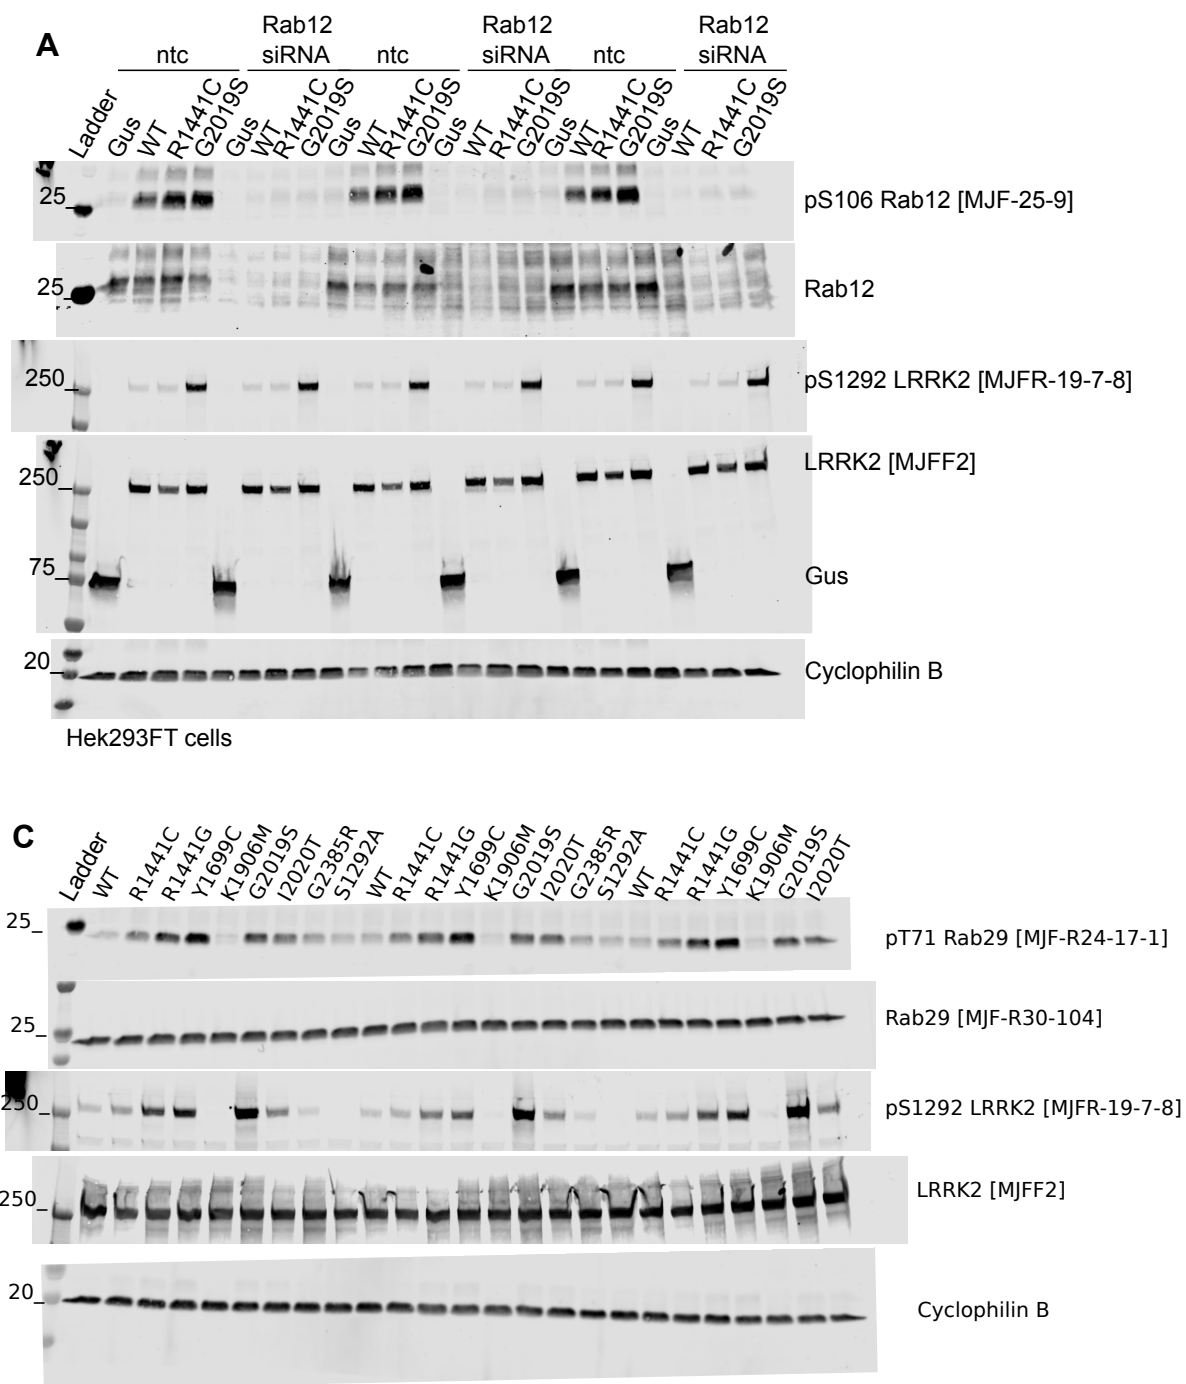 A
ntc
Rab12
siRNA
ntc
Rab12
siRNA
ntc
Rab12
siRNA
Ladder
Gus
WT
R1441C
G2019S
Gus
WT
R1441C
G2019S
Gus
WT
R1441C
G2019S
Gus
WT
R1441C
G2019S
Gus
WT
R1441C
G2019S
Gus
WT
R1441C
G2019S
25
pS106 Rab12 [MJF-25-9]
25
Rab12
250
pS1292 LRRK2 [MJFR-19-7-8]
250
LRRK2 [MJFF2]
75
Gus
20
Cyclophilin B
Hek293FT cells
C
Ladder
WT
R1441C
R1441G
Y1699C
K1906M
G2019S
I2020T
G2385R
S1292A
WT
R1441C
R1441G
Y1699C
K1906M
G2019S
I2020T
G2385R
S1292A
WT
R1441C
R1441G
Y1699C
K1906M
G2019S
I2020T
25
pT71 Rab29 [MJF-R24-17-1]
25
Rab29 [MJF-R30-104]
250
pS1292 LRRK2 [MJFR-19-7-8]
250
LRRK2 [MJFF2]
20
Cyclophilin B